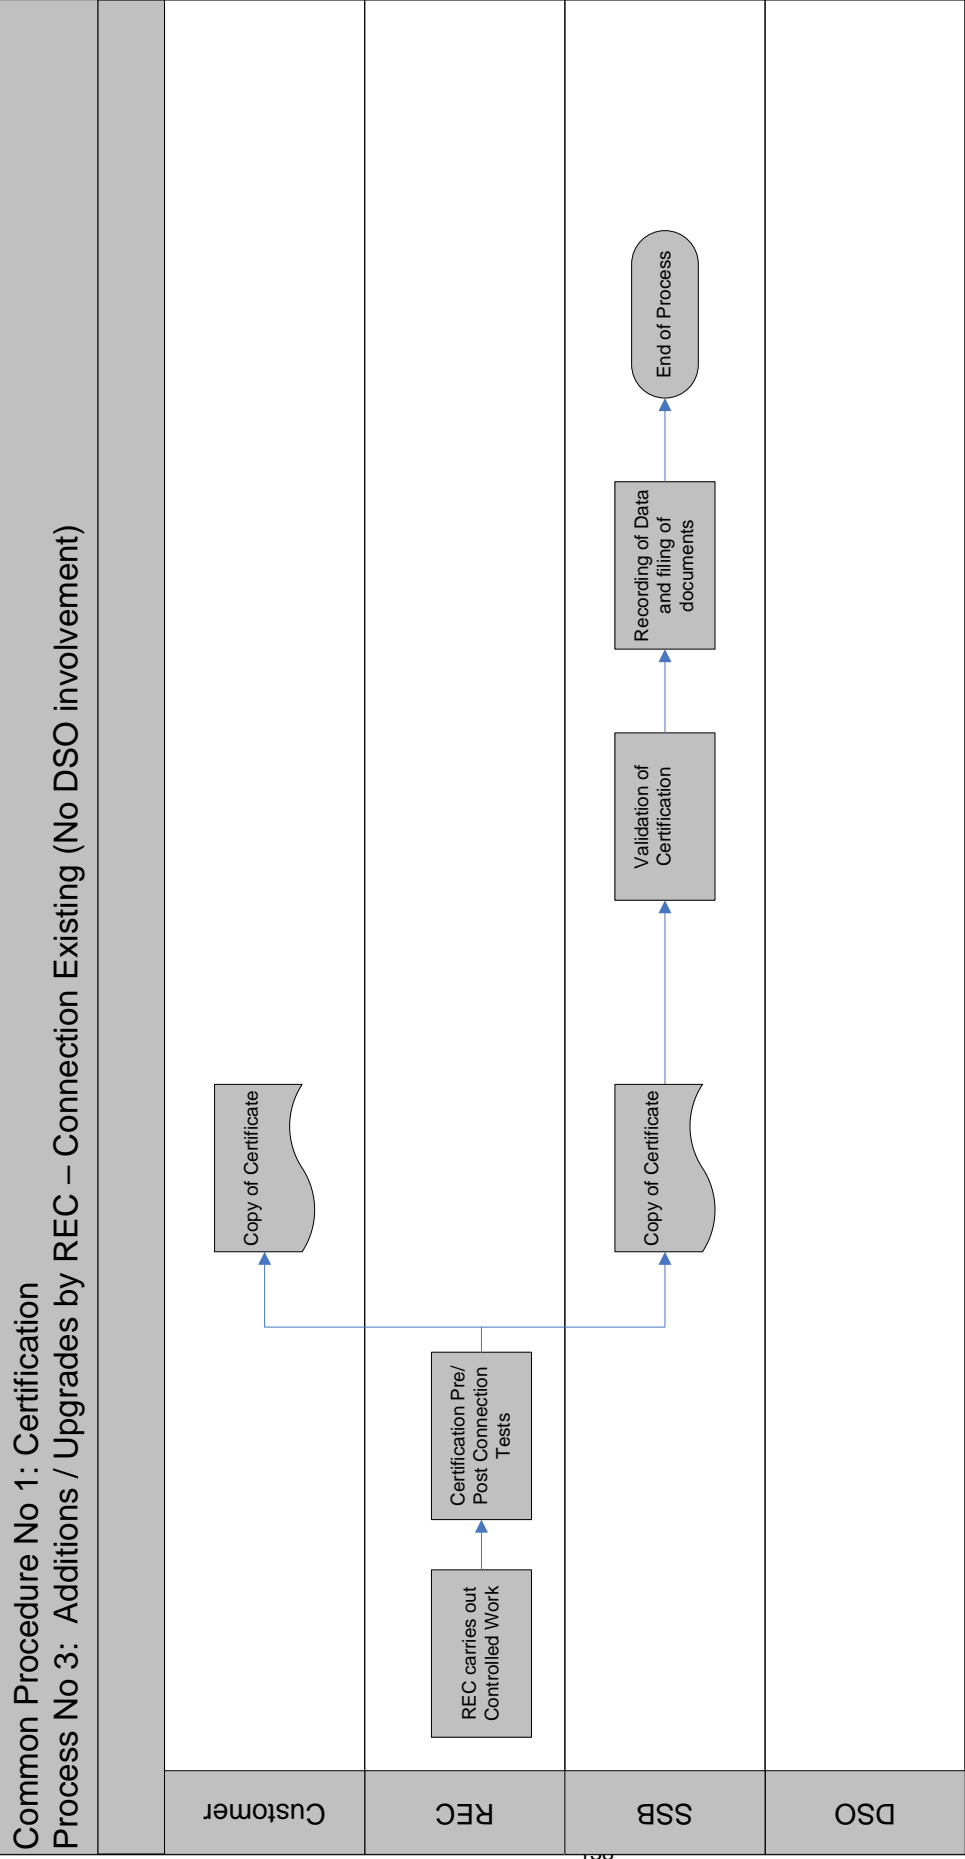 Common Procedure No 1: Certification
Process No 3: Additions / Upgrades by REC – Connection Existing (No DSO involvement)
Customer
Copy of Certificate
REC
REC carries out
Controlled Work
Certification Pre/
Post Connection
Tests
SSB
Copy of Certificate
Validation of
Certification
Recording of Data
and filing of
documents
End of Process
DSO